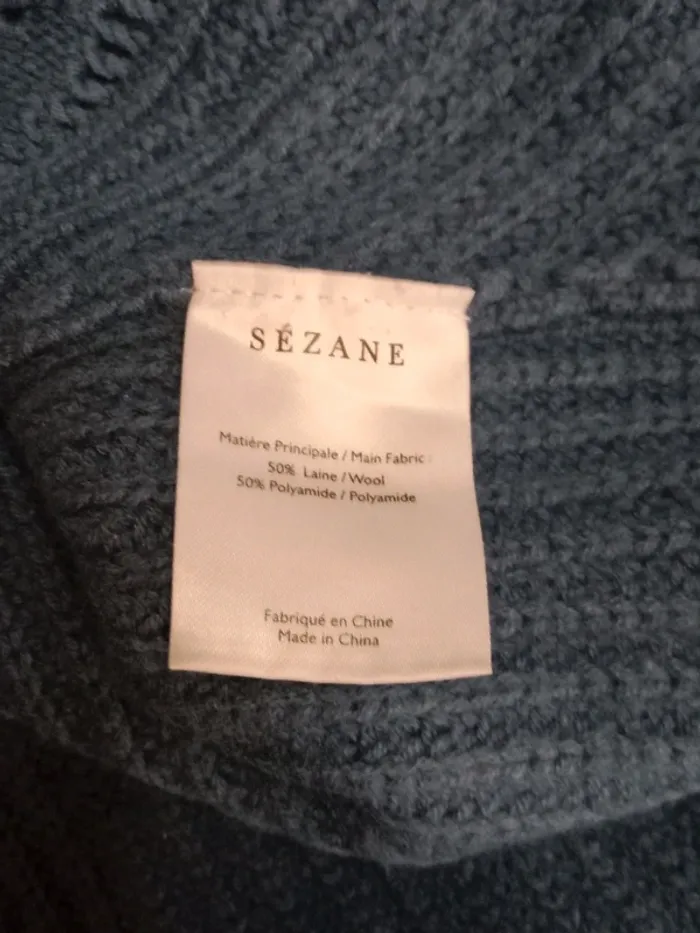 SÉZANE
Matière Principale / Main Fabric
50% Laine / Wool
50% Polyamide / Polyamide
Fabriqué en Chine
Made in China